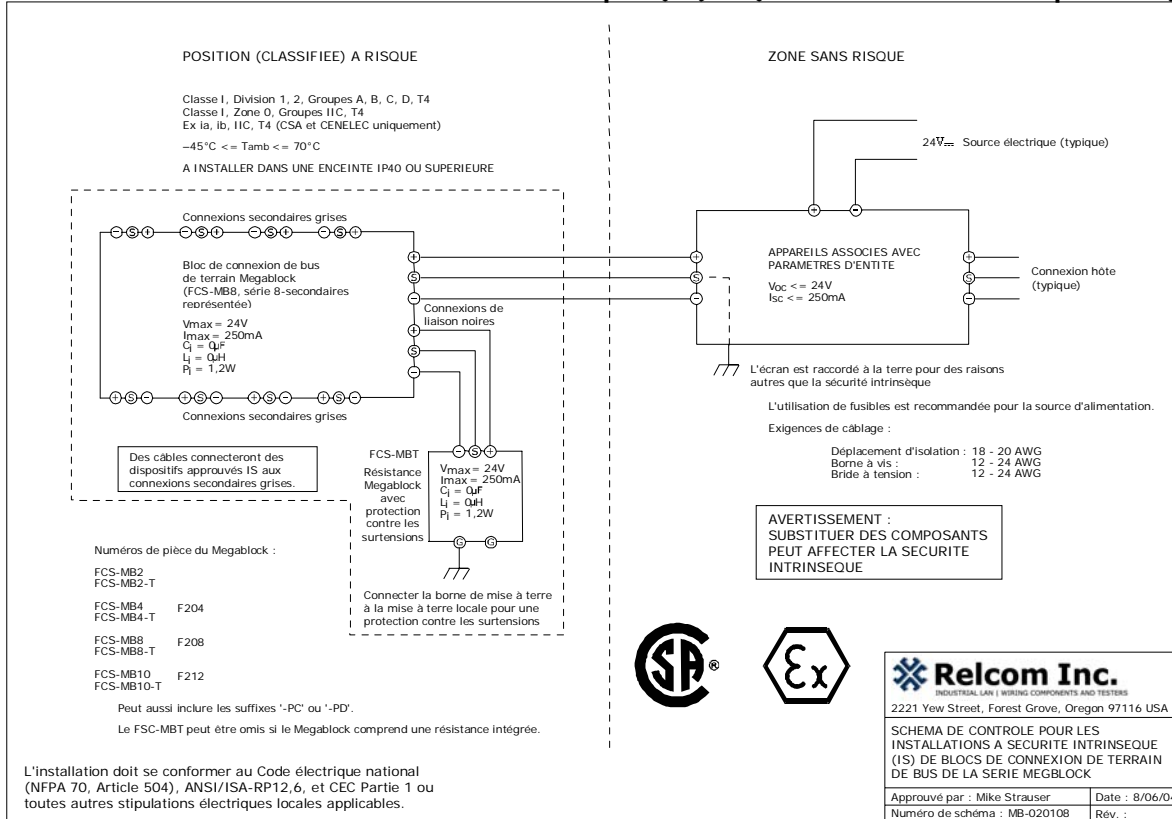 POSITION (CLASSIFIEE) A RISQUE
Classe I, Division 1, 2, Groupes A, B, C, D, T4
Classe I, Zone 0, Groupes IIC, T4
Ex ia, ib, IIC, T4 (CSA et CENELEC uniquement)
–45°C <= Tamb <= 70°C
A INSTALLER DANS UNE ENCEINTE IP40 OU SUPERIEURE
Connexions secondaires grises
- S + - S + - S + - S +
Bloc de connexion de bus
de terrain Megablock
(FCS-MB8, série 8-secondaires
représentée)
Vmax = 24V
Imax = 250mA
Ci = 0µF
Li = 0µH
Pi = 1,2W
+ S -
Connexions de
liaison noires
+ S -
+ S - + S - + S - + S -
Connexions secondaires grises
Des câbles connecteront des
dispositifs approuvés IS aux
connexions secondaires grises.
FCS-MBT
Résistance
Megablock
avec
protection
contre les
surtensions
- S +
Vmax = 24V
Imax = 250mA
Ci = 0µF
Li = 0µH
Pi = 1,2W
G G
Connecter la borne de mise à terre
à la mise à terre locale pour une
protection contre les surtensions
Numéros de pièce du Megablock :
FCS-MB2
FCS-MB2-T
FCS-MB4 F204
FCS-MB4-T
FCS-MB8 F208
FCS-MB8-T
FCS-MB10 F212
FCS-MB10-T
Peut aussi inclure les suffixes '-PC' ou '-PD'.
Le FSC-MBT peut être omis si le Megablock comprend une résistance intégrée.
L'installation doit se conformer au Code électrique national
(NFPA 70, Article 504), ANSI/ISA-RP12,6, et CEC Partie 1 ou
toutes autres stipulations électriques locales applicables.
ZONE SANS RISQUE
24V Source électrique (typique)
+ -
APPAREILS ASSOCIES AVEC
PARAMETRES D'ENTITE
Voc <= 24V
Isc <= 250mA
+ S -
+ S -
Connexion hôte
(typique)
L'écran est raccordé à la terre pour des raisons
autres que la sécurité intrinsèque
L'utilisation de fusibles est recommandée pour la source d'alimentation.
Exigences de câblage :
Déplacement d'isolation : 18 - 20 AWG
Borne à vis : 12 - 24 AWG
Bride à tension : 12 - 24 AWG
AVERTISSEMENT :
SUBSTITUER DES COMPOSANTS
PEUT AFFECTER LA SECURITE
INTRINSEQUE
SA ®
Ex
Relcom Inc.
INDUSTRIAL LAN | WIRING COMPONENTS AND TESTERS
2221 Yew Street, Forest Grove, Oregon 97116 USA
SCHEMA DE CONTROLE POUR LES
INSTALLATIONS A SECURITE INTRINSEQUE
(IS) DE BLOCS DE CONNEXION DE TERRAIN
DE BUS DE LA SERIE MEGBLOCK
Approuvé par : Mike Strauser
Date : 8/06/04
Numéro de schéma : MB-020108
Rév. :